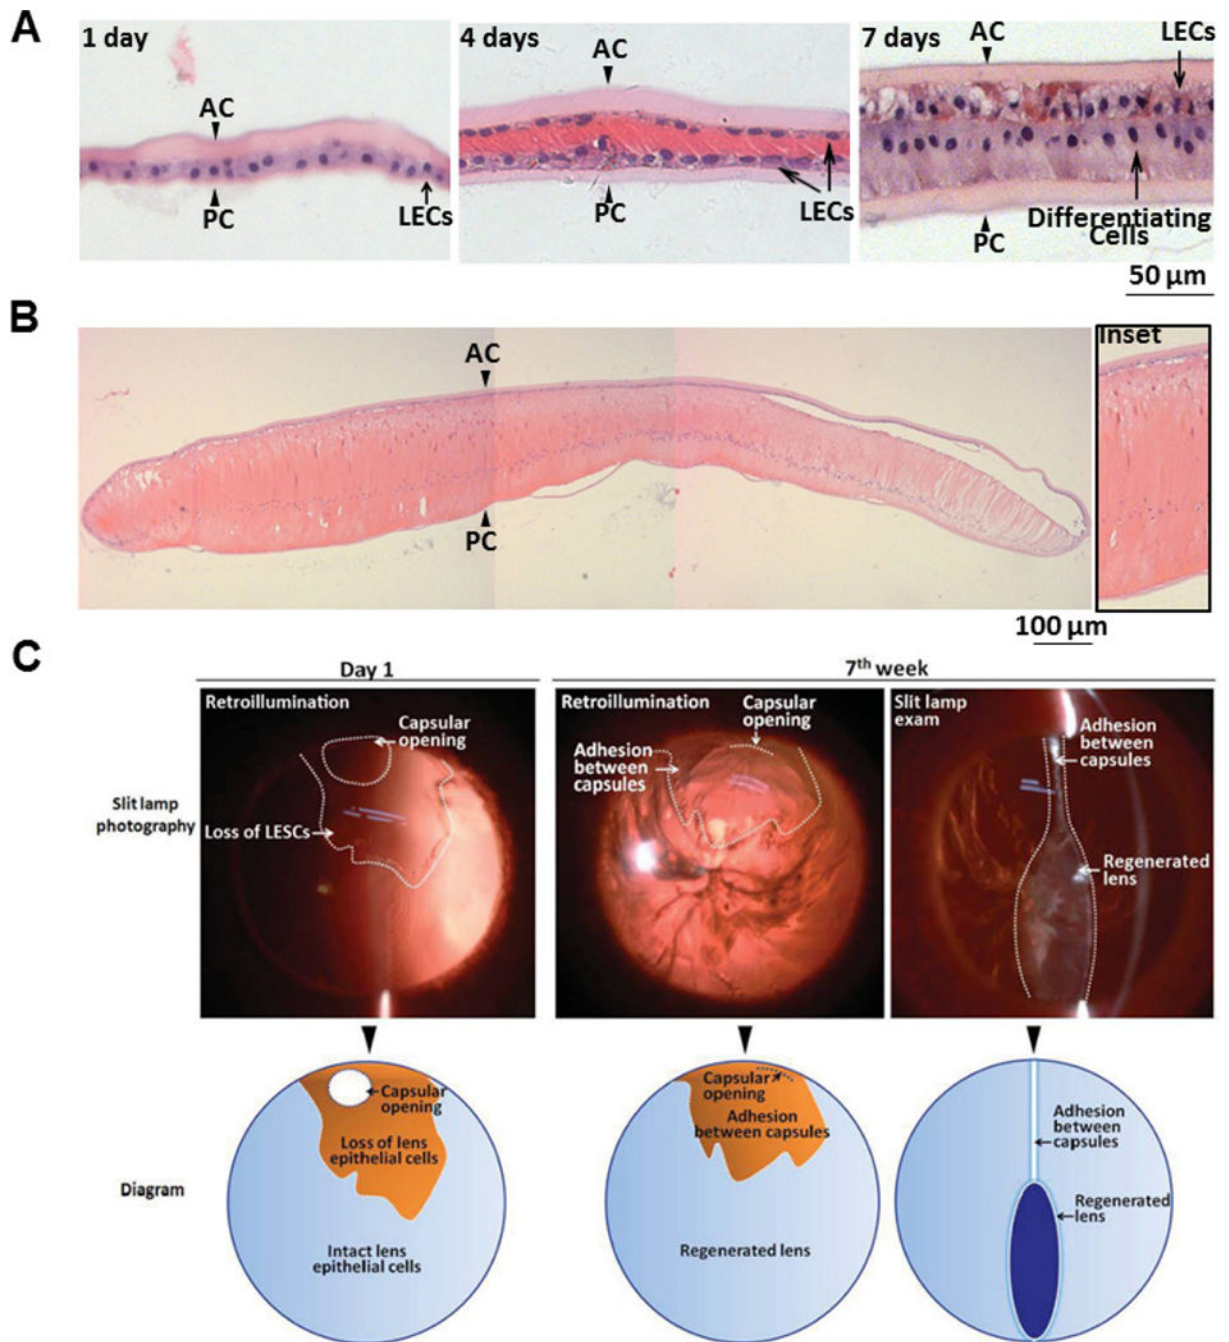 A
1 day
AC
PC
LECs
4 days
AC
PC
LECs
7 days
AC
LECs
PC
Differentiating
Cells
50 µm
B
AC
PC
Inset
100 µm
C
Day 1
7th week
Slit lamp
photography
Retroillumination
Capsular
opening
Loss of LESCs
Retroillumination
Capsular
opening
Adhesion
between
capsules
Slit lamp
exam
Adhesion
between
capsules
Regenerated
lens
Diagram
Capsular
opening
Loss of lens
epithelial cells
Intact lens
epithelial cells
Capsular
opening
Adhesion
between capsules
Regenerated lens
Adhesion
between
capsules
Regenerated
lens